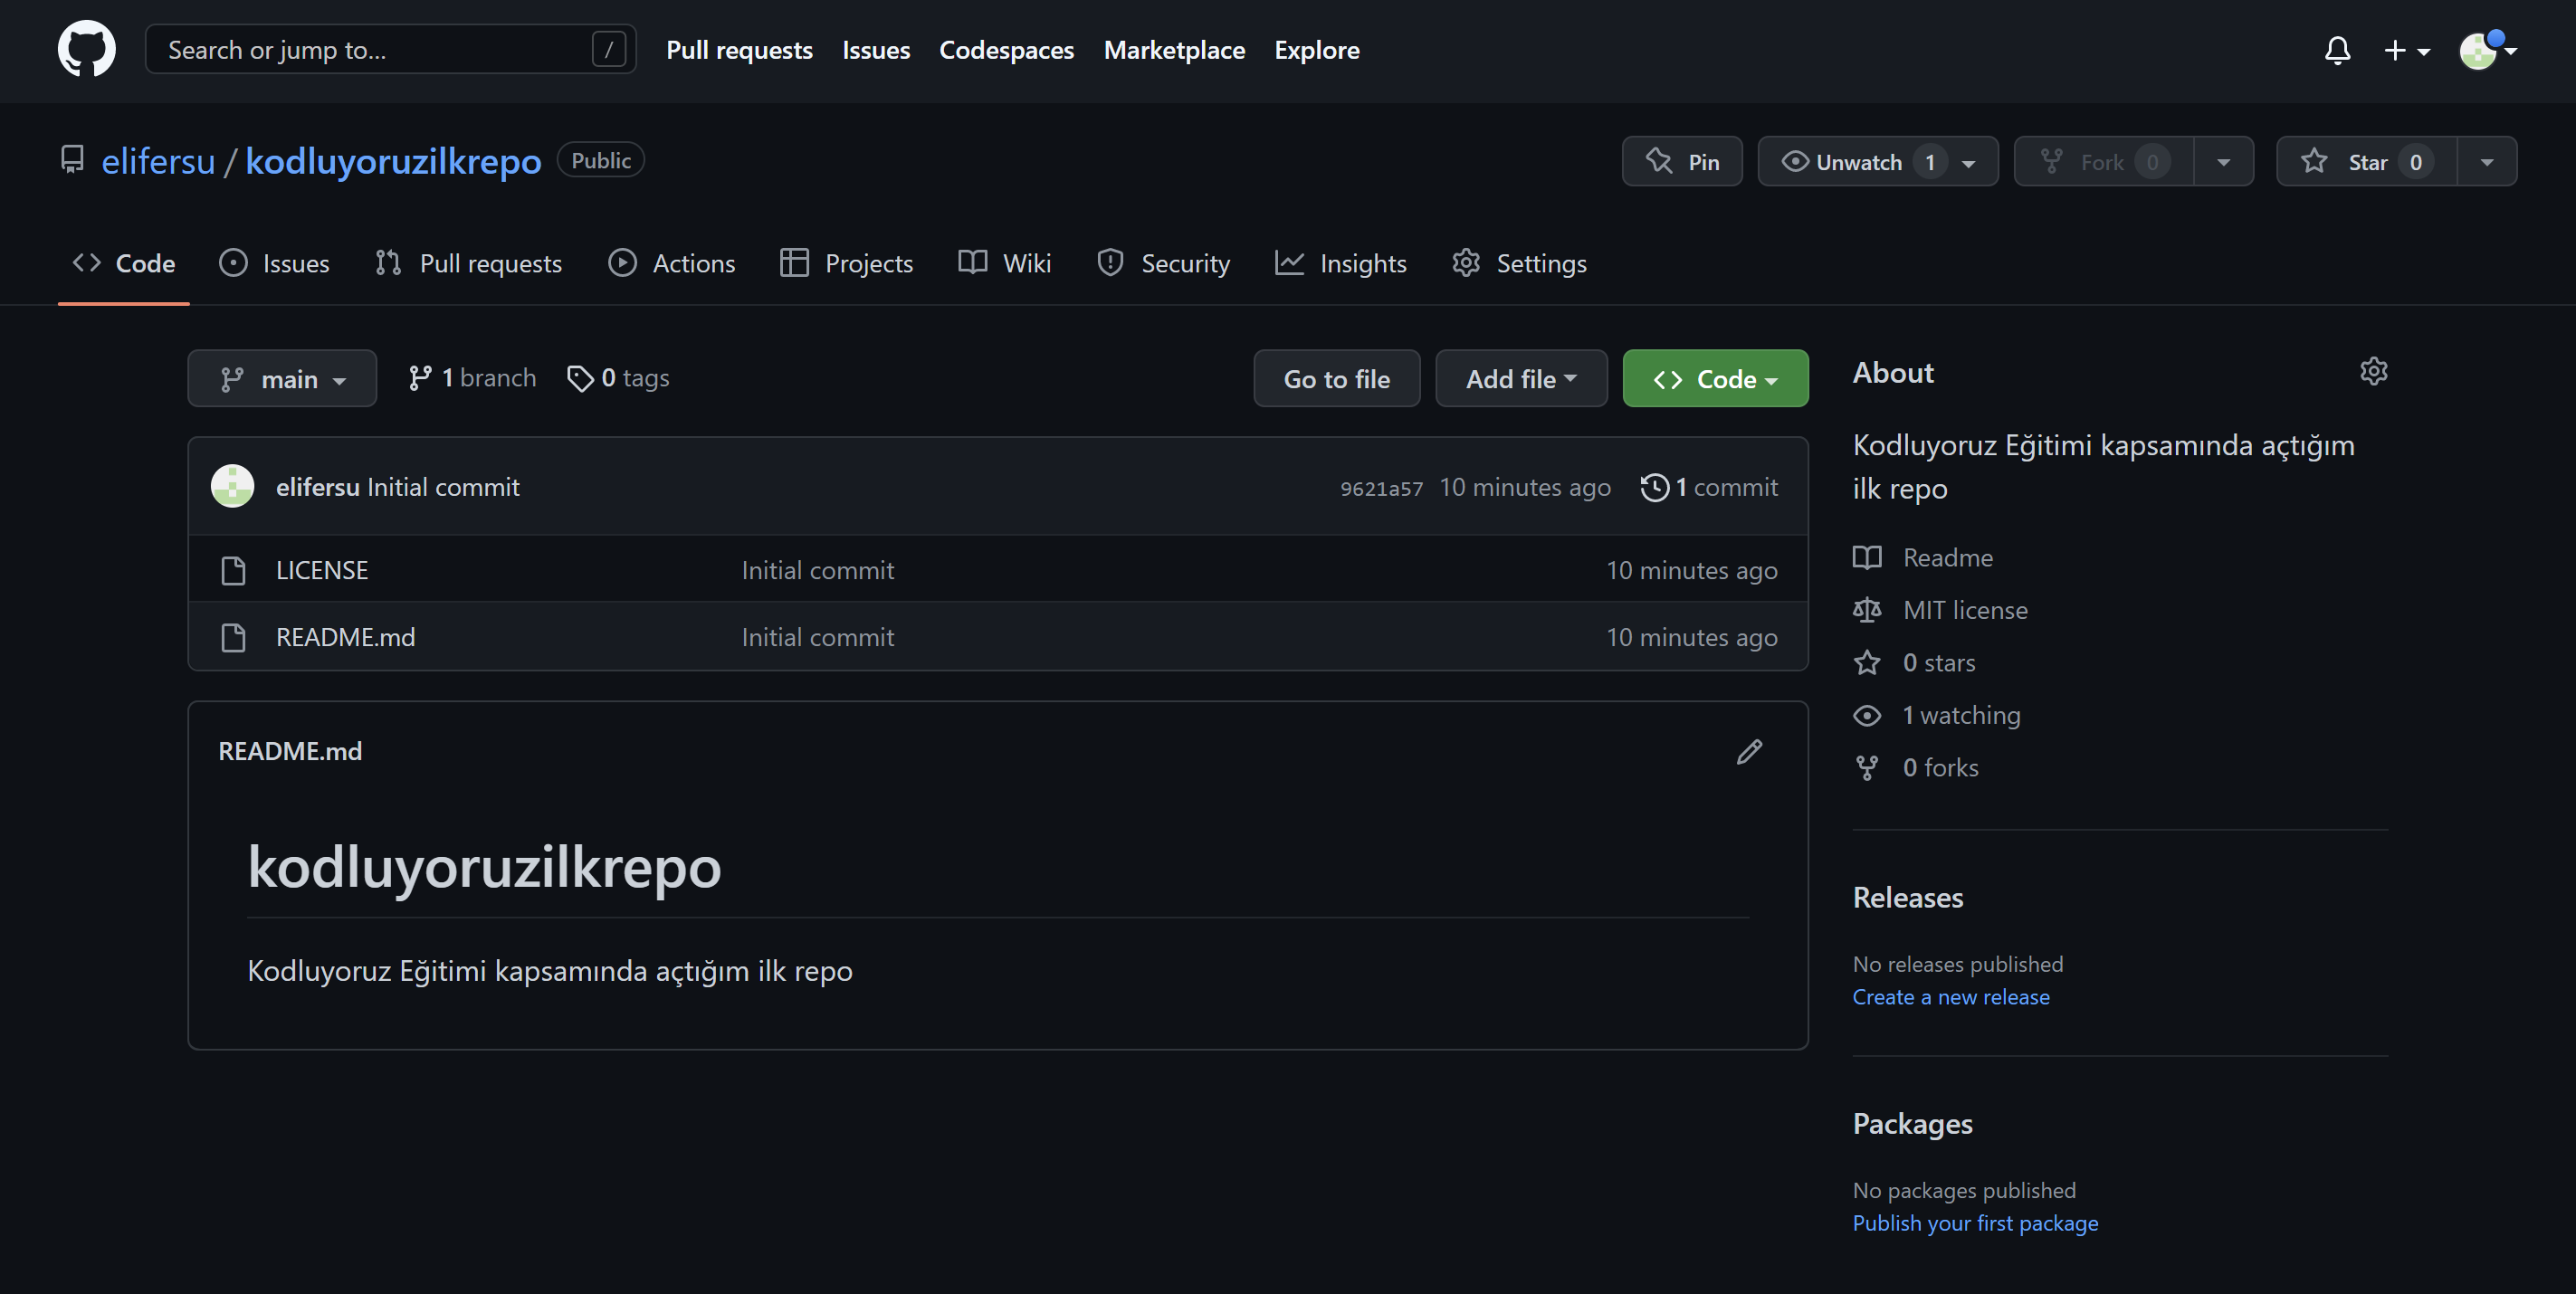 Search or jump to... /
Pull requests Issues Codespaces Marketplace Explore
elifersu / kodluyoruzilkrepo Public
Pin
Unwatch 1
Fork 0
Star 0
Code Issues Pull requests Actions Projects Wiki Security Insights Settings
main
1 branch
0 tags
Go to file
Add file
Code
elifersu Initial commit
9621a57 10 minutes ago
1 commit
LICENSE Initial commit 10 minutes ago
README.md Initial commit 10 minutes ago
README.md
kodluyoruzilkrepo
Kodluyoruz Eğitimi kapsamında açtığım ilk repo
About
Kodluyoruz Eğitimi kapsamında açtığım
ilk repo
Readme
MIT license
0 stars
1 watching
0 forks
Releases
No releases published
Create a new release
Packages
No packages published
Publish your first package